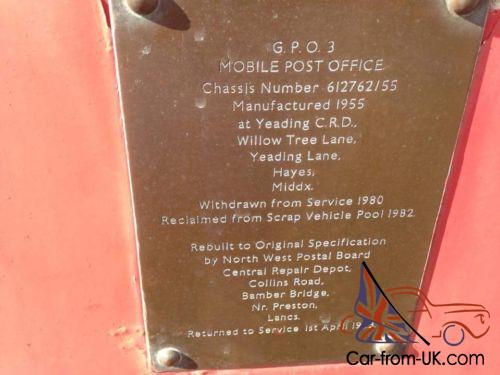 G. P. O. 3
MOBILE POST OFFICE
Chassis Number 612762/55
Manufactured 1955
at Yeading C.R.D.,
Willow Tree Lane,
Yeading Lane,
Hayes,
Middx.
Withdrawn from Service 1980
Reclaimed from Scrap Vehicle Pool 1982.
Rebuilt to Original Specification
by North West Postal Board
Central Repair Depot,
Collins Road,
Bamber Bridge,
Nr. Preston,
Lancs.
Returned to Service 1st April
Car-from-UK.com